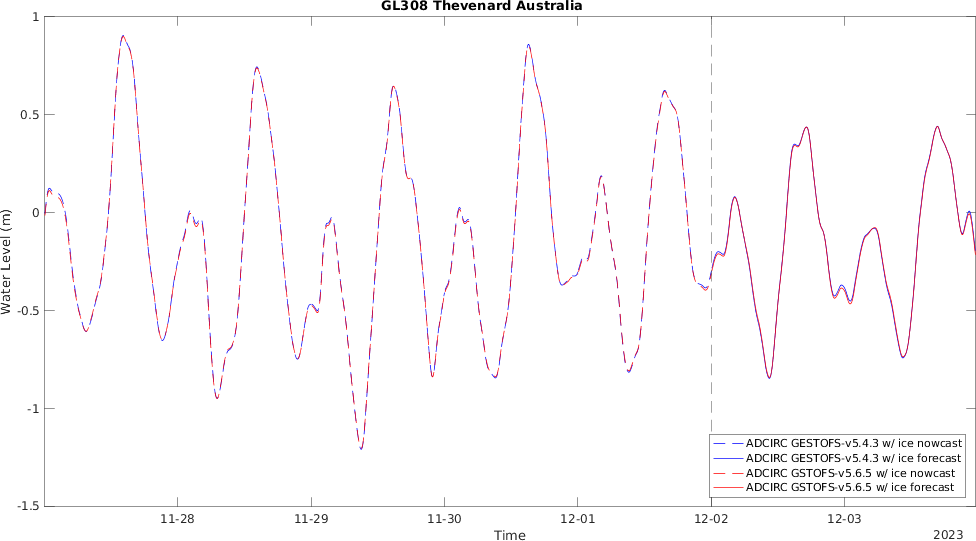 GL308 Thevenard Australia
Water Level (m)
1
0.5
0
-0.5
-1
-1.5
ADCIRC GESTOFS-v5.4.3 w/ ice nowcast
ADCIRC GESTOFS-v5.4.3 w/ ice forecast
ADCIRC GSTOFS-v5.6.5 w/ ice nowcast
ADCIRC GSTOFS-v5.6.5 w/ ice forecast
11-28 11-29 11-30 12-01 12-02 12-03
Time
2023